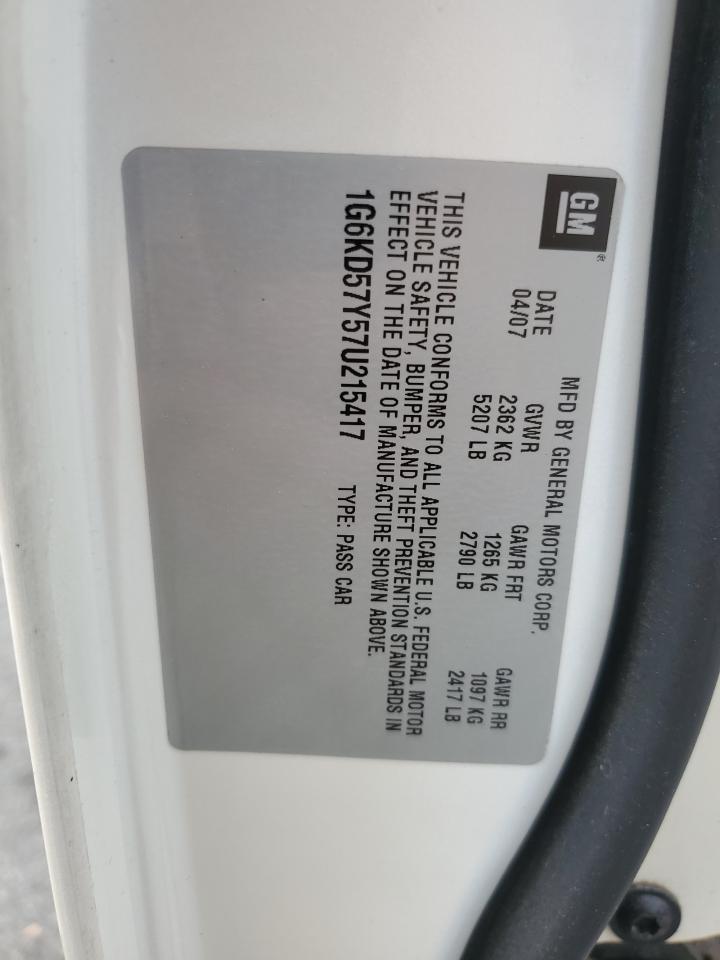 GM®
MFD BY GENERAL MOTORS CORP.
DATE GVWR GAWR FRT GAWR RR
04/07 2362 KG 1265 KG 1097 KG
5207 LB 2790 LB 2417 LB
THIS VEHICLE CONFORMS TO ALL APPLICABLE U.S. FEDERAL MOTOR
VEHICLE SAFETY, BUMPER, AND THEFT PREVENTION STANDARDS IN
EFFECT ON THE DATE OF MANUFACTURE SHOWN ABOVE.
1G6KD57Y57U215417 TYPE: PASS CAR